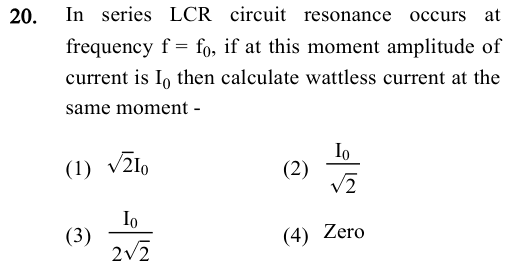 20. In series LCR circuit resonance occurs at
frequency f = f₀, if at this moment amplitude of
current is I₀ then calculate wattless current at the
same moment -
(1) √2I₀ (2) I₀/√2
(3) I₀/2√2 (4) Zero